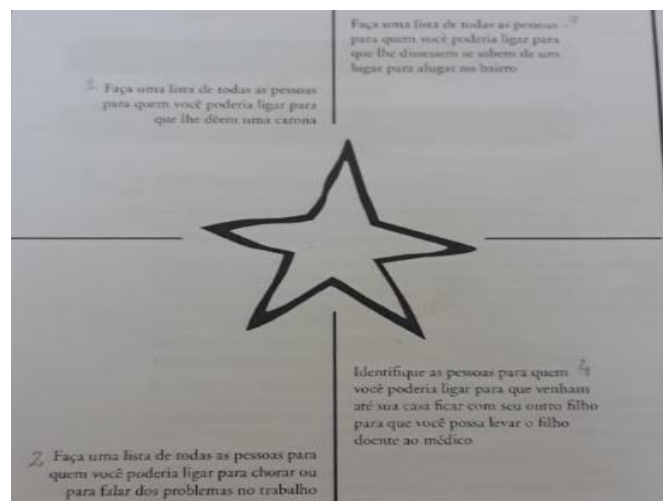 Faça uma lista de todas as pessoas
para quem você poderia ligar para
que lhe dêem uma carona
Faça uma lista de todas as pessoas
para quem você poderia ligar para
que lhe dissessem se sabem de um
lugar para alugar no bairro
2 Faça uma lista de todas as pessoas para
quem você poderia ligar para chorar ou
para falar dos problemas no trabalho
Identifique as pessoas para quem 4
você poderia ligar para que venham
até sua casa ficar com seu outro filho
para que você possa levar o filho
doente ao médico